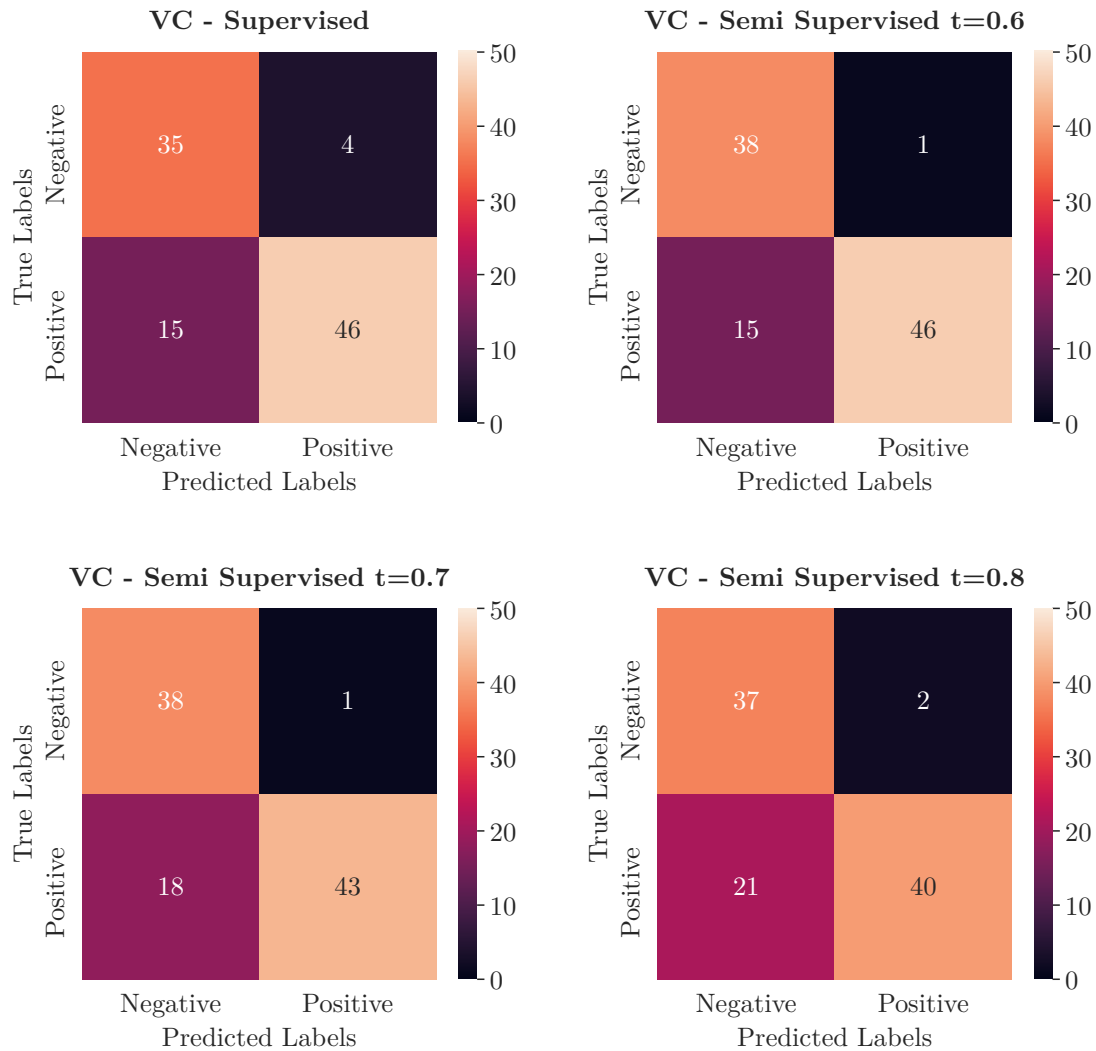 VC - Supervised
True Labels
Negative
Positive
35
4
15
46
Negative
Positive
Predicted Labels
50
40
30
20
10
0
VC - Semi Supervised t=0.6
True Labels
Negative
Positive
38
1
15
46
Negative
Positive
Predicted Labels
50
40
30
20
10
0
VC - Semi Supervised t=0.7
True Labels
Negative
Positive
38
1
18
43
Negative
Positive
Predicted Labels
50
40
30
20
10
0
VC - Semi Supervised t=0.8
True Labels
Negative
Positive
37
2
21
40
Negative
Positive
Predicted Labels
50
40
30
20
10
0